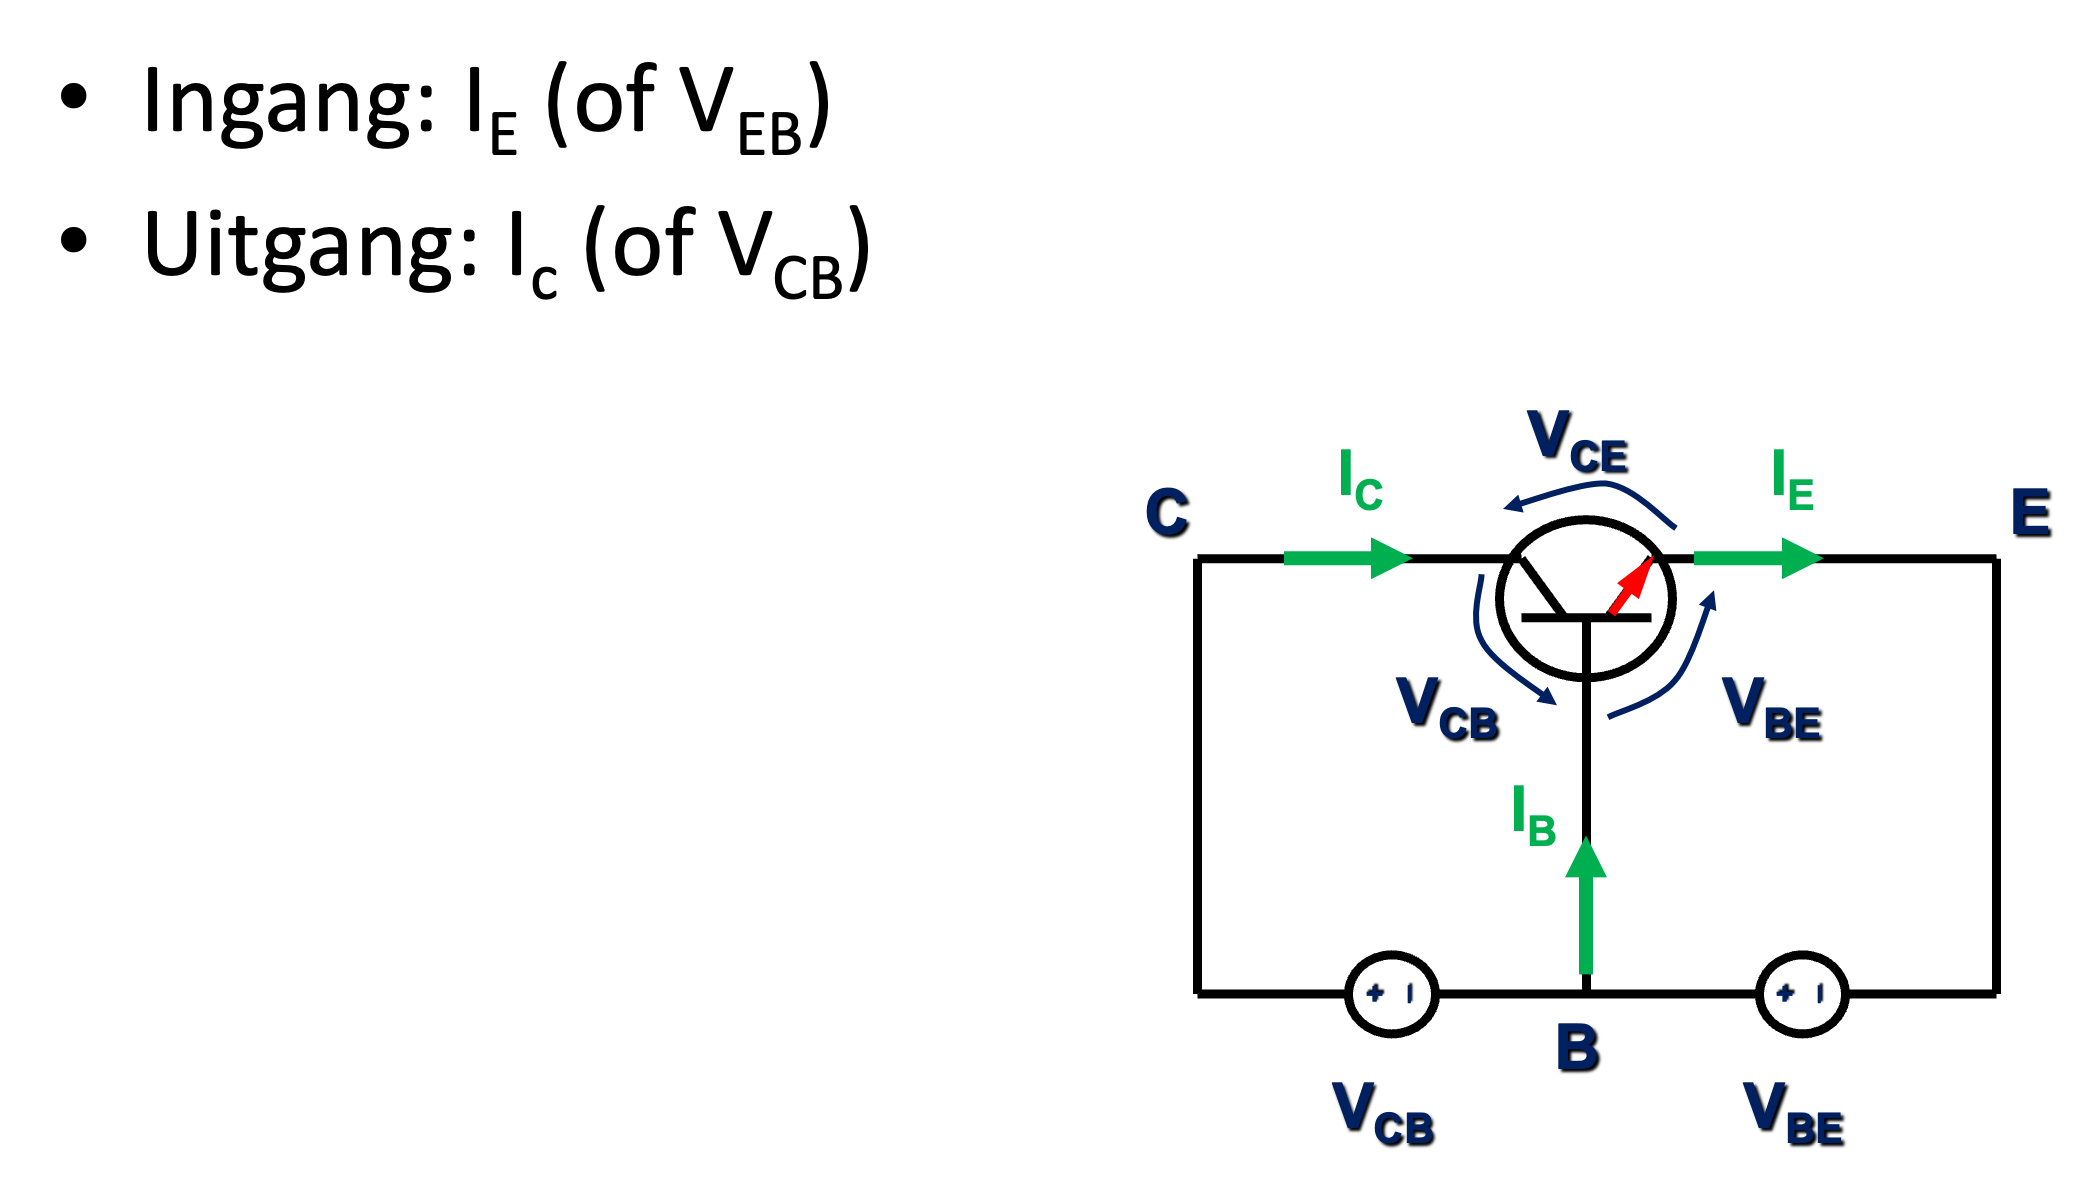 • Ingang: I_E (of V_EB)
• Uitgang: I_c (of V_CB)
V_CE
I_C
I_E
C
E
V_CB
V_BE
I_B
+ -
+ -
B
V_CB
V_BE